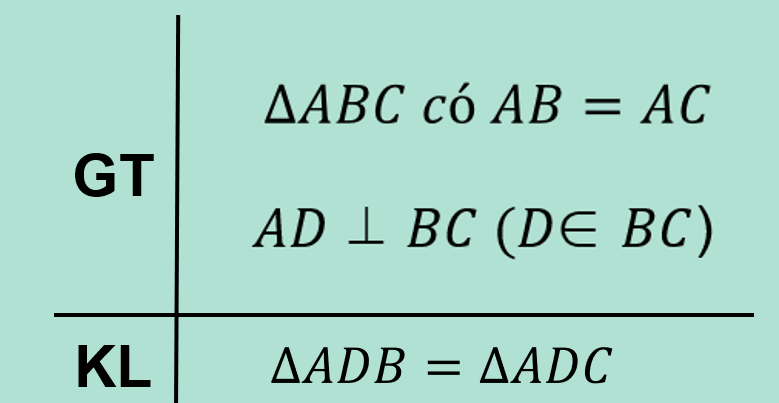 ΔABC có AB = AC
GT
AD ⊥ BC (D∈ BC)
KL ΔADB = ΔADC